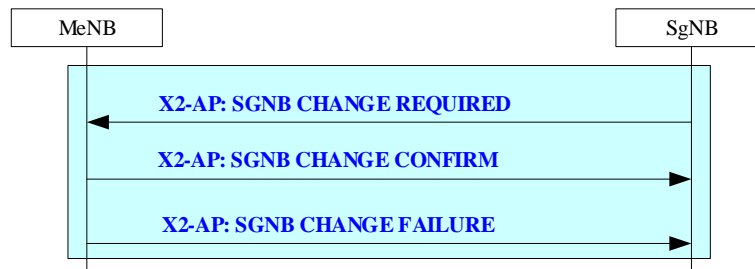 MeNB
SgNB
X2-AP: SGNB CHANGE REQUIRED
X2-AP: SGNB CHANGE CONFIRM
X2-AP: SGNB CHANGE FAILURE